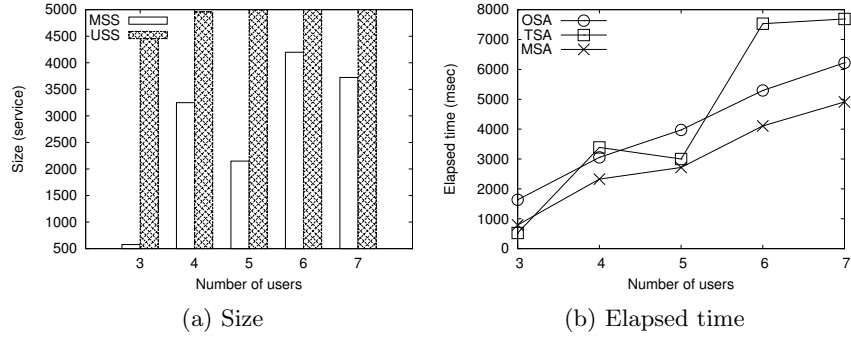 MSS
USS
5000
4500
4000
3500
3000
2500
2000
1500
1000
500
Size (service)
3 4 5 6 7
Number of users
(a) Size
OSA
TSA
MSA
8000
7000
6000
5000
4000
3000
2000
1000
0
Elapsed time (msec)
3 4 5 6 7
Number of users
(b) Elapsed time